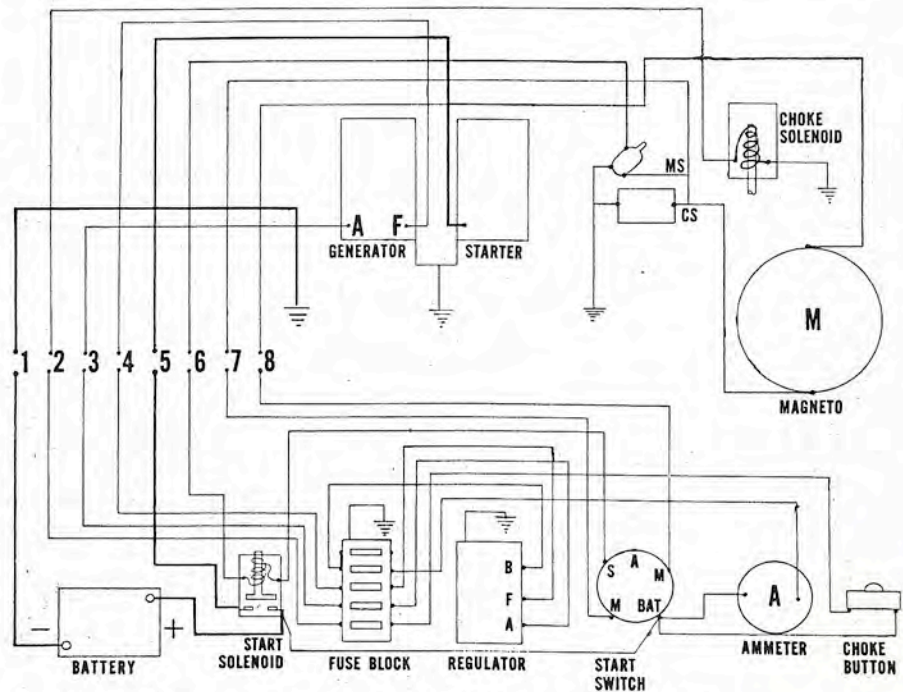 CHOKE
SOLENOID
MS
CS
A F
GENERATOR
STARTER
M
MAGNETO
1 2 3 4 5 6 7 8
B
F
A
S A M
M BAT
A
- +
BATTERY
START
SOLENOID
FUSE BLOCK
REGULATOR
START
SWITCH
AMMETER
CHOKE
BUTTON